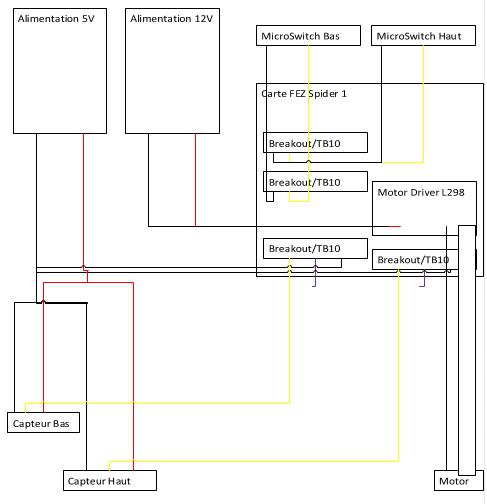 Alimentation 5V
Alimentation 12V
MicroSwitch Bas
MicroSwitch Haut
Carte FEZ Spider 1
Breakout/TB10
Breakout/TB10
Motor Driver L298
Breakout/TB10
Breakout/TB10
Capteur Bas
Capteur Haut
Motor